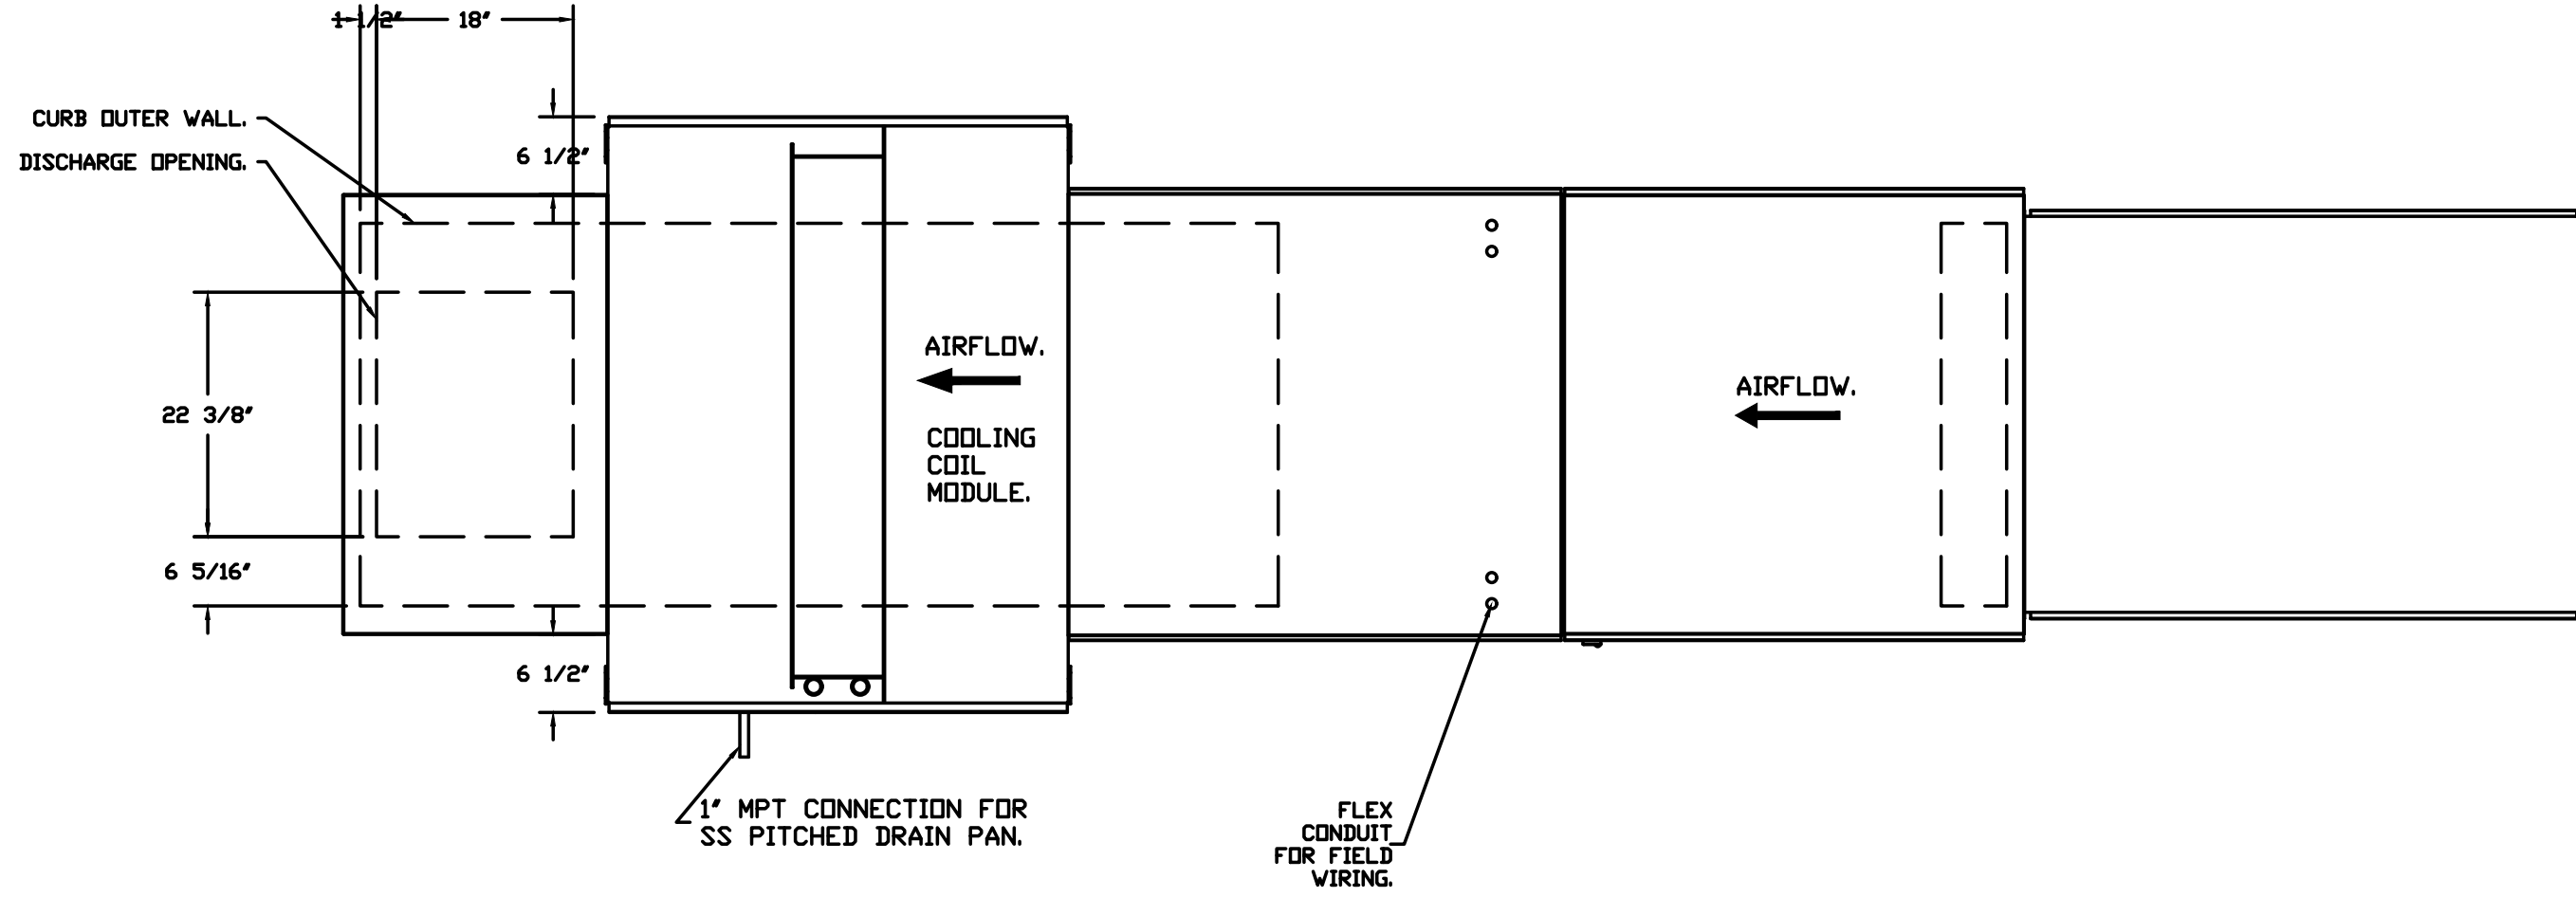 1 1/2" 18"
CURB OUTER WALL.
DISCHARGE OPENING.
6 1/2"
AIRFLOW.
COOLING
COIL
MODULE.
AIRFLOW.
22 3/8"
6 5/16"
6 1/2"
1" MPT CONNECTION FOR
SS PITCHED DRAIN PAN.
FLEX
CONDUIT
FOR FIELD
WIRING.